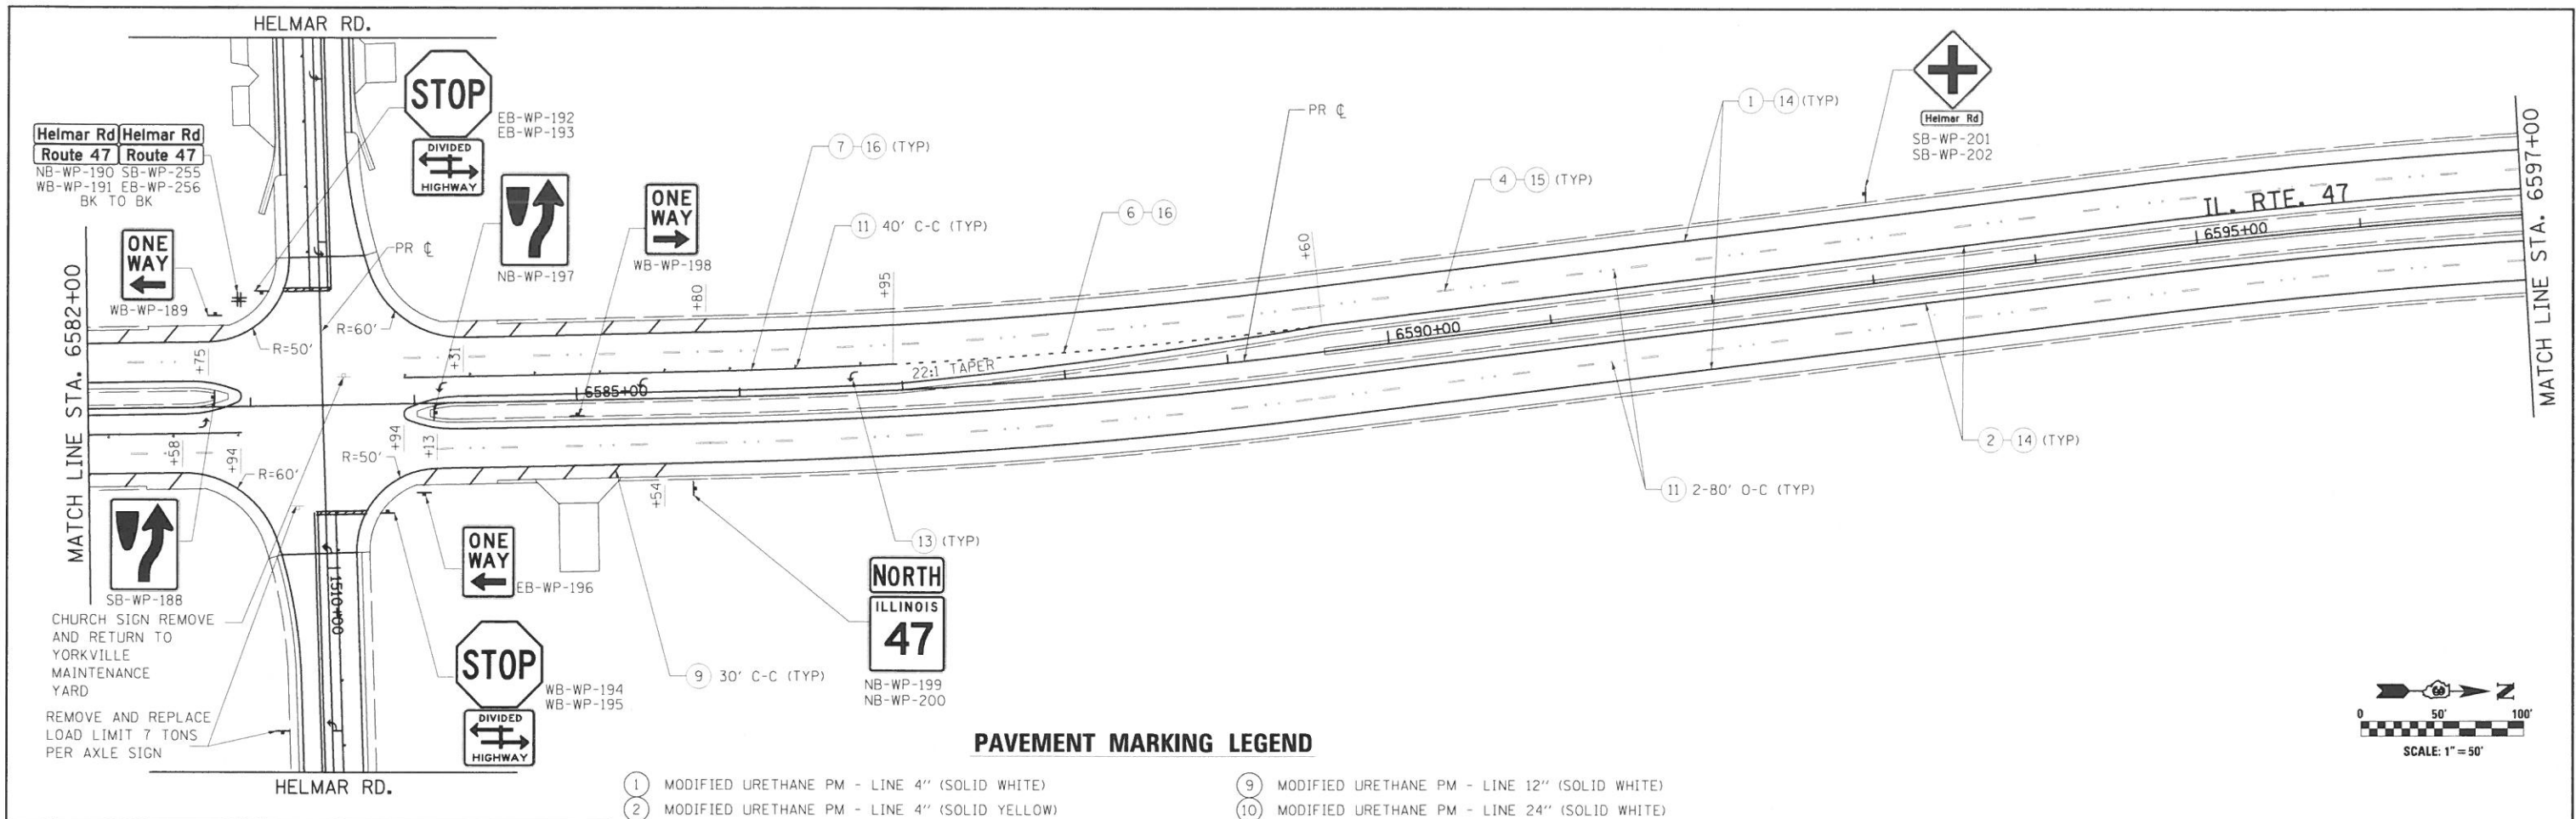 HELMAR RD.
STOP
EB-WP-192
EB-WP-193
DIVIDED
HIGHWAY
Helmar Rd Helmar Rd
Route 47 Route 47
NB-WP-190 SB-WP-255
WB-WP-191 EB-WP-256
BK TO BK
ONE
WAY
WB-WP-189
PR ℄
NB-WP-197
ONE
WAY
WB-WP-198
7 16 (TYP)
11 40' C-C (TYP)
6 16
4 15 (TYP)
PR ℄
1 14 (TYP)
Helmar Rd
SB-WP-201
SB-WP-202
IL. RTE. 47
6595+00
MATCH LINE STA. 6597+00
MATCH LINE STA. 6582+00
R=50'
R=60'
+75
+31
+80
+95
+60
6585+00
22:1 TAPER
6590+00
+58
+94
R=60'
+94
+13
R=50'
+54
2 14 (TYP)
11 2-80' O-C (TYP)
13 (TYP)
SB-WP-188
CHURCH SIGN REMOVE
AND RETURN TO
YORKVILLE
MAINTENANCE
YARD
REMOVE AND REPLACE
LOAD LIMIT 7 TONS
PER AXLE SIGN
1510+00
ONE
WAY
EB-WP-196
STOP
WB-WP-194
WB-WP-195
DIVIDED
HIGHWAY
9 30' C-C (TYP)
NORTH
ILLINOIS
47
NB-WP-199
NB-WP-200
N
0 50' 100'
SCALE: 1" = 50'
HELMAR RD.
PAVEMENT MARKING LEGEND
1 MODIFIED URETHANE PM - LINE 4" (SOLID WHITE)
2 MODIFIED URETHANE PM - LINE 4" (SOLID YELLOW)
9 MODIFIED URETHANE PM - LINE 12" (SOLID WHITE)
10 MODIFIED URETHANE PM - LINE 24" (SOLID WHITE)